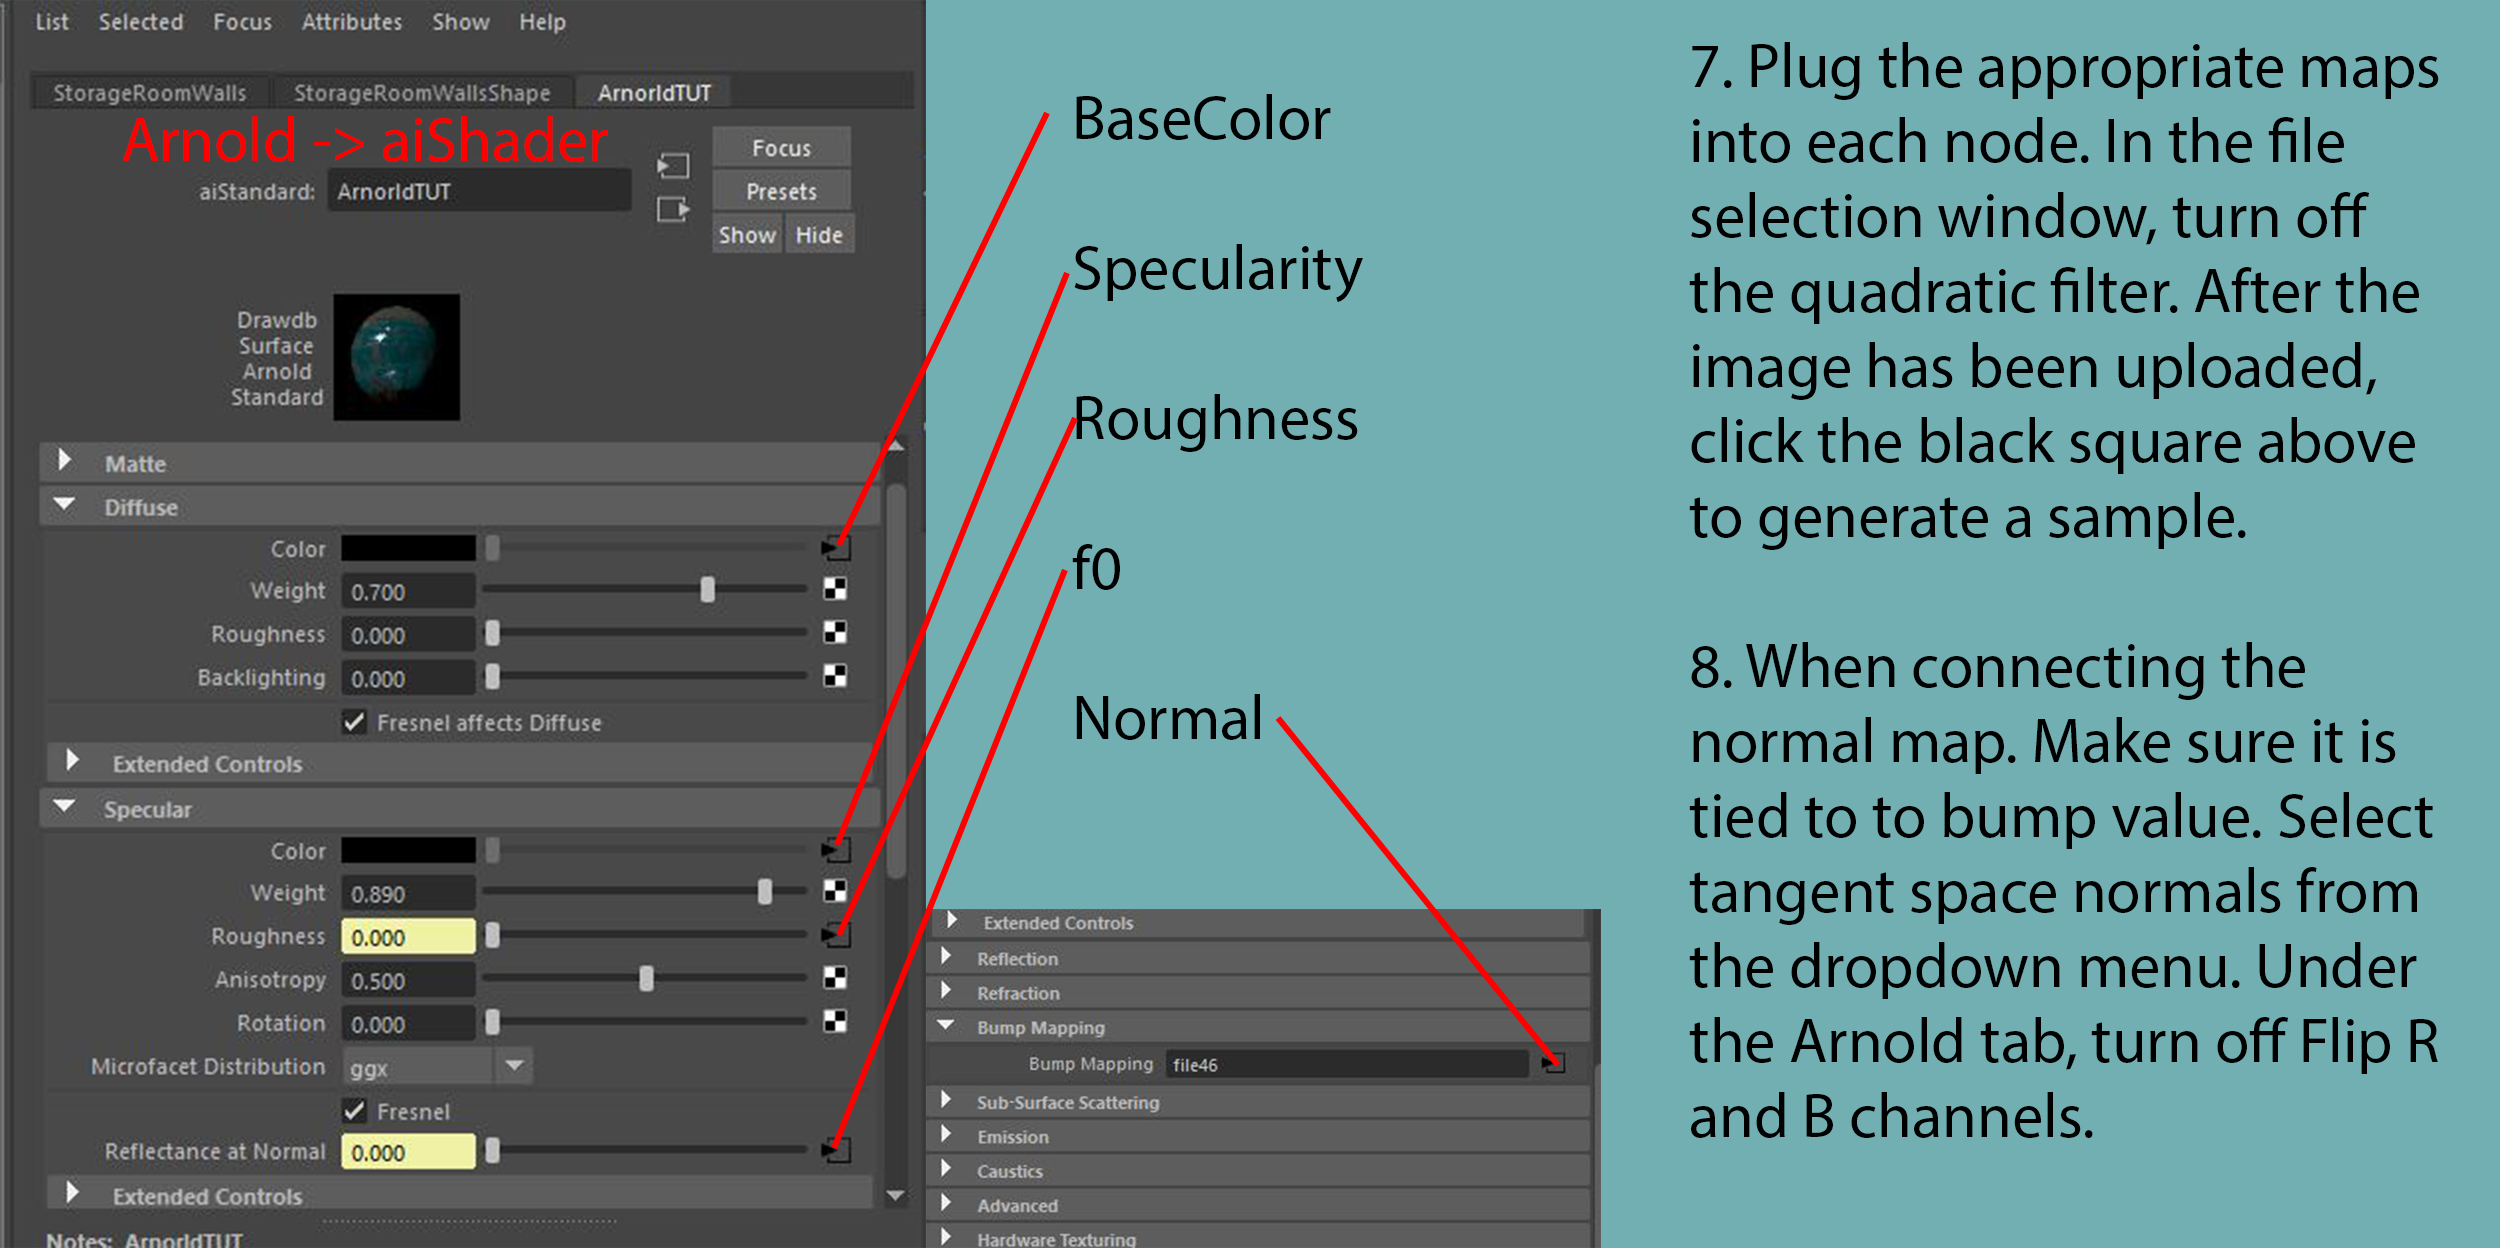 List Selected Focus Attributes Show Help
StorageRoomWalls StorageRoomWallsShape ArnorldTUT
Arnold -> aiShader
aiStandard: ArnorldTUT
Focus
Presets
Show Hide
Drawdb
Surface
Arnold
Standard
Matte
Diffuse
Color
Weight 0.700
Roughness 0.000
Backlighting 0.000
Fresnel affects Diffuse
Extended Controls
Specular
Color
Weight 0.890
Roughness 0.000
Anisotropy 0.500
Rotation 0.000
Microfacet Distribution ggx
Fresnel
Reflectance at Normal 0.000
Extended Controls
Notes: ArnorldTUT
BaseColor
Specularity
Roughness
f0
Normal
Extended Controls
Reflection
Refraction
Bump Mapping
Bump Mapping file46
Sub-Surface Scattering
Emission
Caustics
Advanced
Hardware Texturing
7. Plug the appropriate maps
into each node. In the file
selection window, turn off
the quadratic filter. After the
image has been uploaded,
click the black square above
to generate a sample.
8. When connecting the
normal map. Make sure it is
tied to to bump value. Select
tangent space normals from
the dropdown menu. Under
the Arnold tab, turn off Flip R
and B channels.